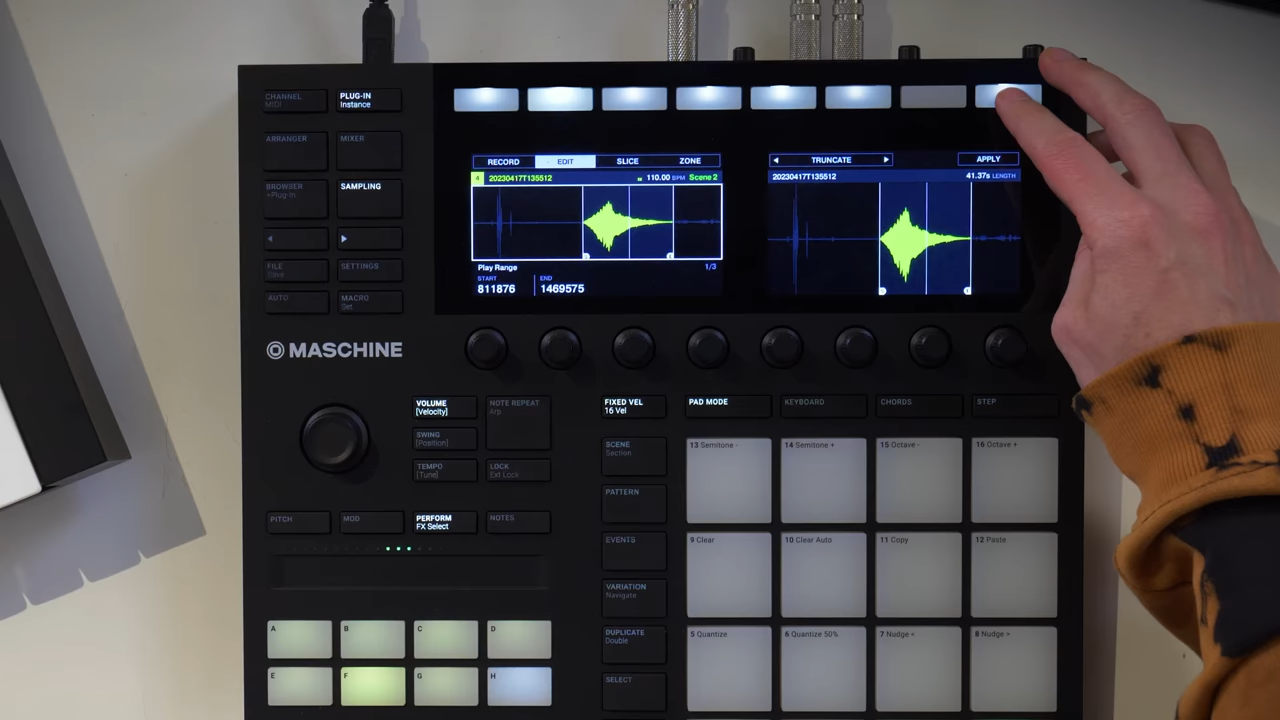 CHANNEL
MIDI
PLUG-IN
Instance
ARRANGER
MIXER
BROWSER
+Plug-in
SAMPLING
FILE
Save
SETTINGS
AUTO
MACRO
Set
RECORD
EDIT
SLICE
ZONE
4 20230417T135512
110.00 BPM
Scene 2
Play Range
1/3
START
811876
END
1469575
TRUNCATE
APPLY
20230417T135512
41.37s LENGTH
MASCHINE
VOLUME
[Velocity]
SWING
[Position]
TEMPO
[Tune]
NOTE REPEAT
Arp
LOCK
Ext Lock
PITCH
MOD
PERFORM
FX Select
NOTES
FIXED VEL
16 Vel
PAD MODE
KEYBOARD
CHORDS
STEP
SCENE
Section
PATTERN
EVENTS
VARIATION
Navigate
DUPLICATE
Double
SELECT
13 Semitone -
14 Semitone +
15 Octave -
16 Octave +
9 Clear
10 Clear Auto
11 Copy
12 Paste
5 Quantize
6 Quantize 50%
7 Nudge <
8 Nudge >
A
B
C
D
E
F
G
H